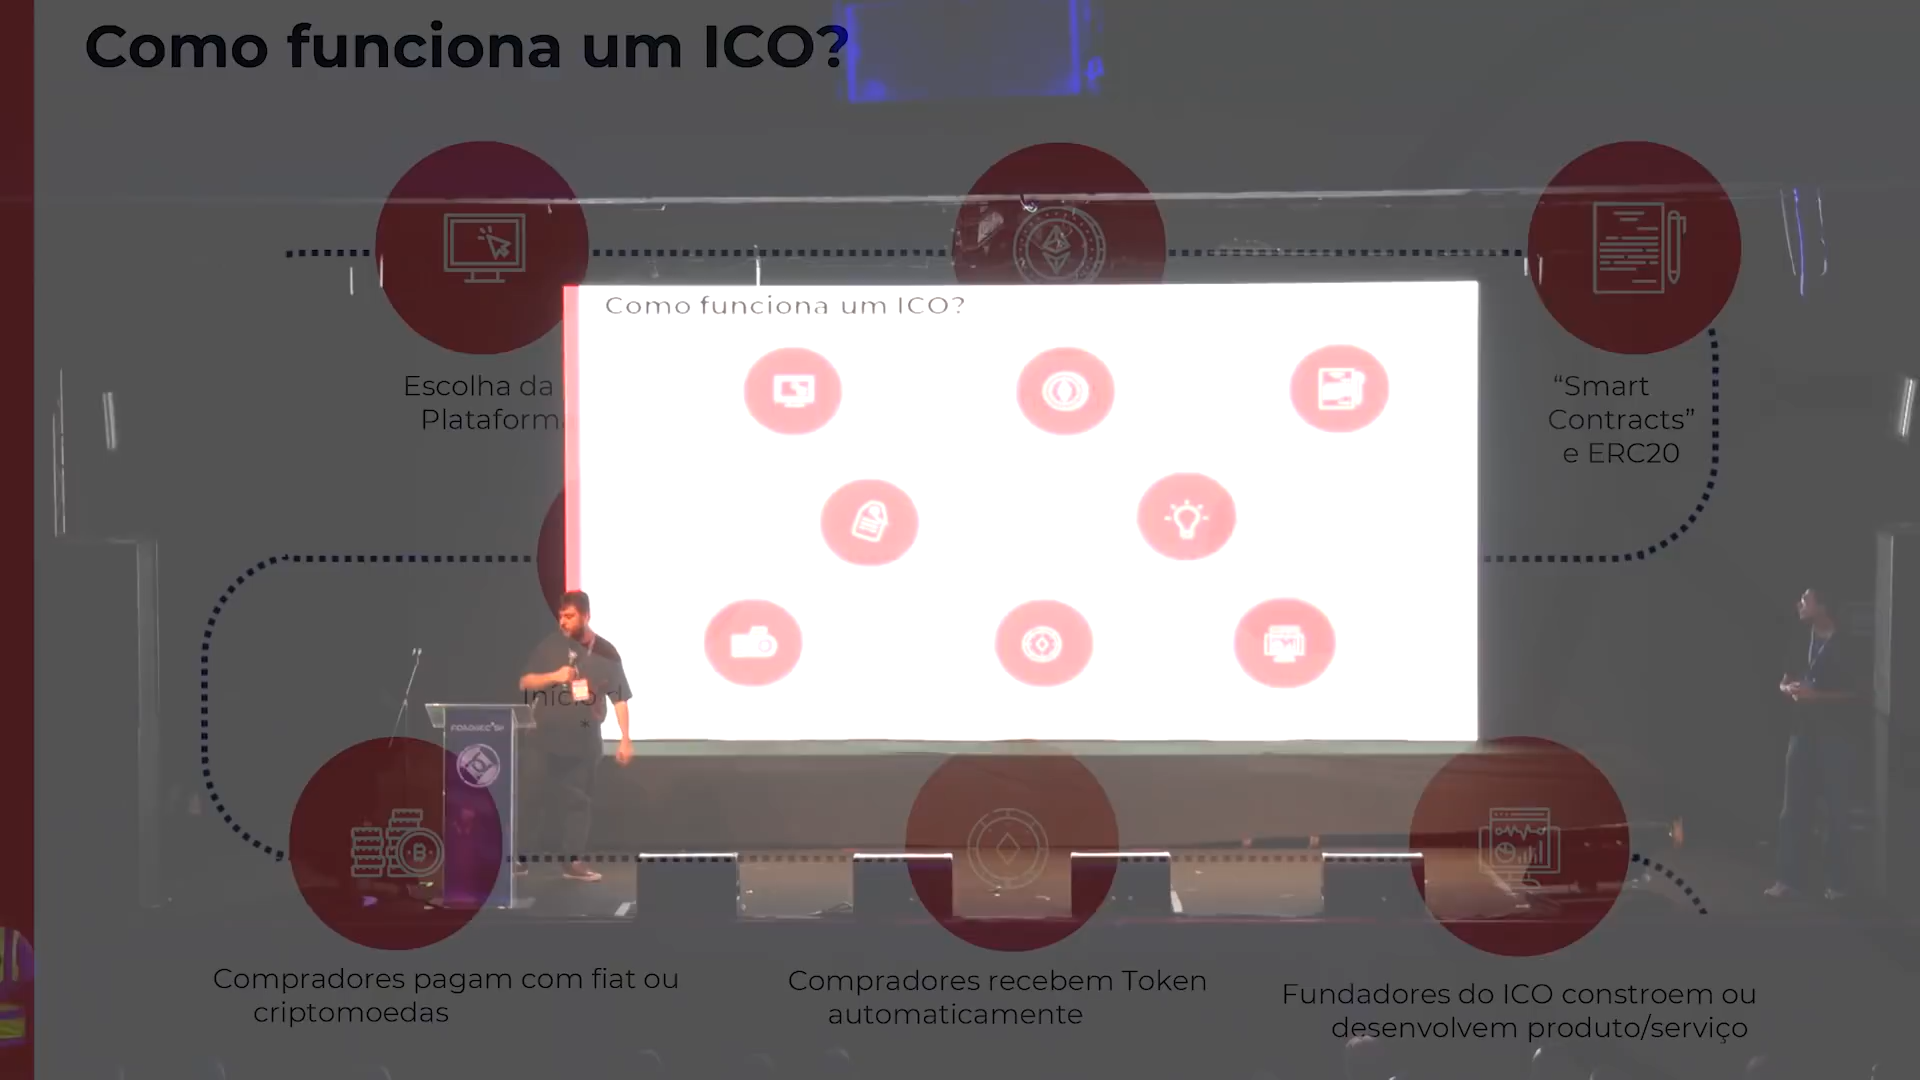 Como funciona um ICO?
Como funciona um ICO?
Escolha da
Plataform
“Smart
Contracts”
e ERC20
Início d
*
Compradores pagam com fiat ou
criptomoedas
Compradores recebem Token
automaticamente
Fundadores do ICO constroem ou
desenvolvem produto/serviço